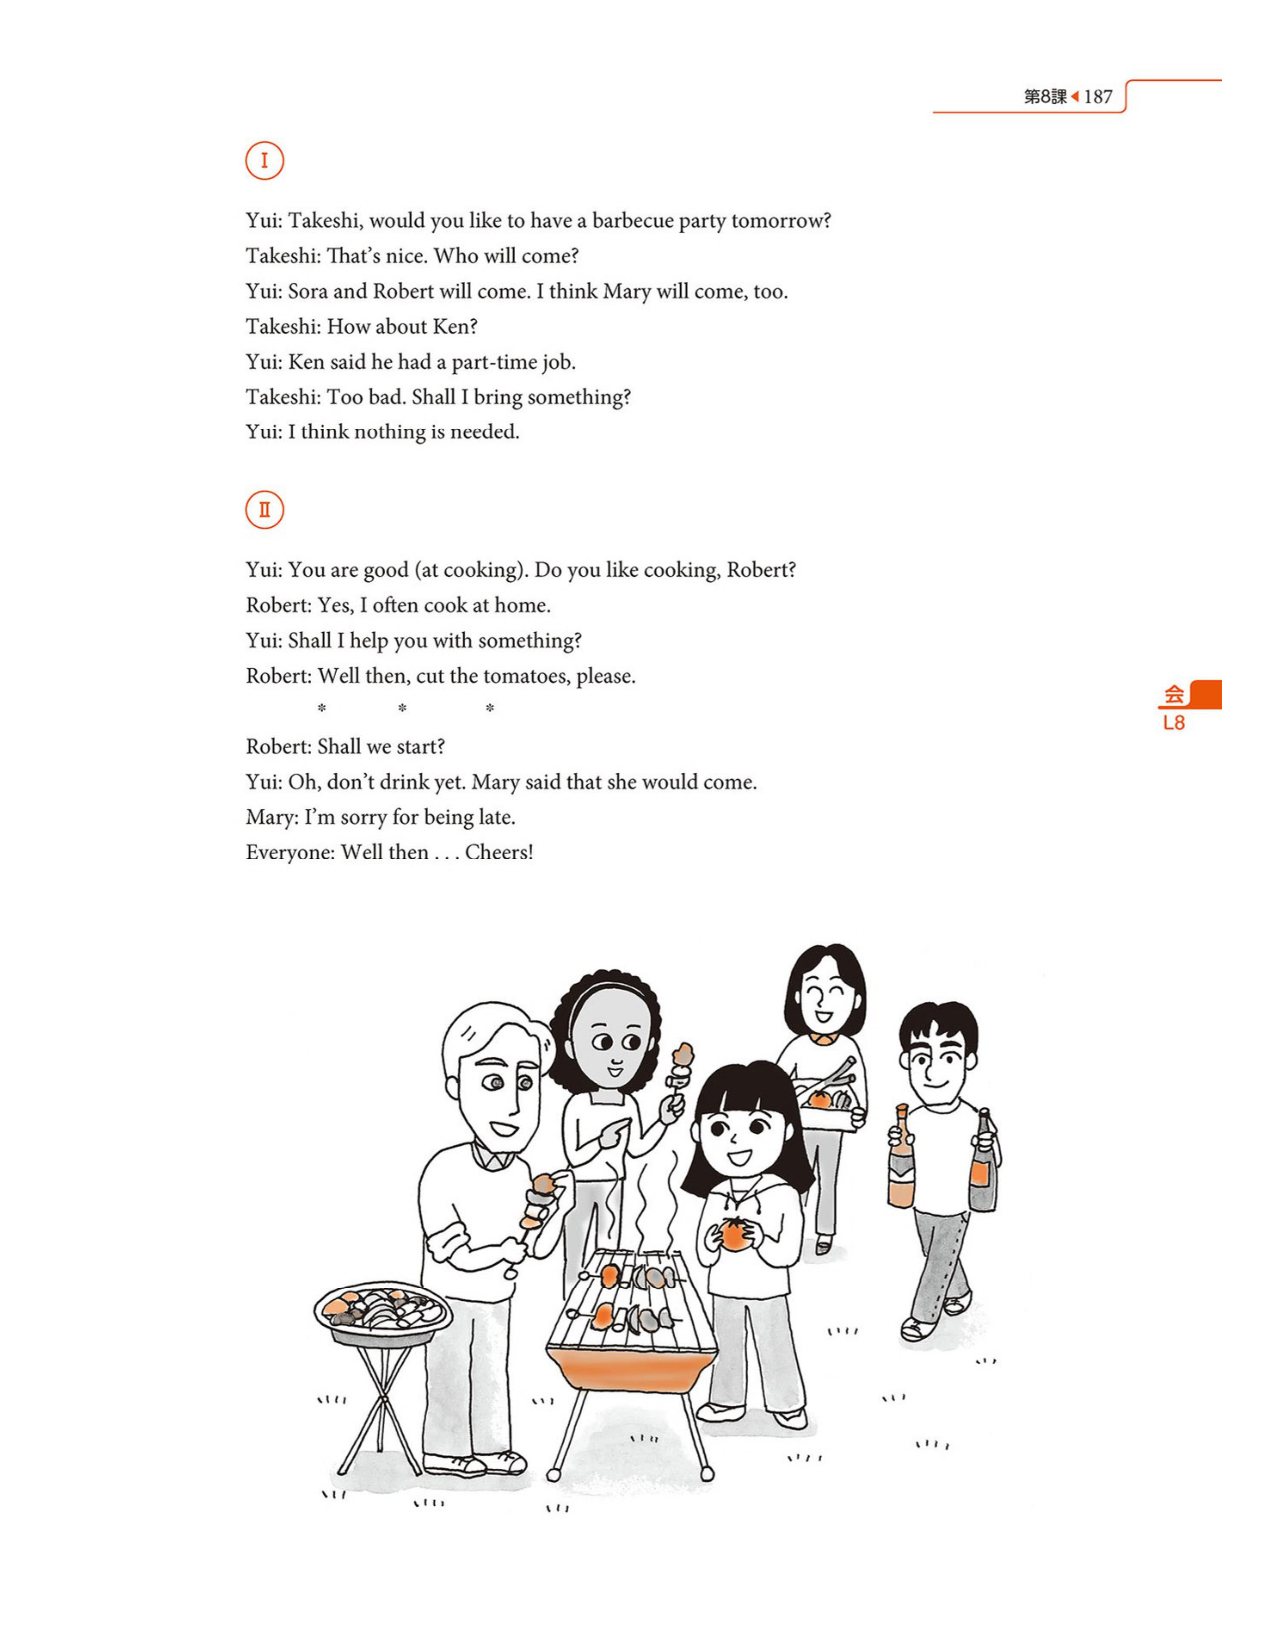 第8課 ◀ 187
I
Yui: Takeshi, would you like to have a barbecue party tomorrow?
Takeshi: That’s nice. Who will come?
Yui: Sora and Robert will come. I think Mary will come, too.
Takeshi: How about Ken?
Yui: Ken said he had a part-time job.
Takeshi: Too bad. Shall I bring something?
Yui: I think nothing is needed.
II
Yui: You are good (at cooking). Do you like cooking, Robert?
Robert: Yes, I often cook at home.
Yui: Shall I help you with something?
Robert: Well then, cut the tomatoes, please.
* * *
Robert: Shall we start?
Yui: Oh, don’t drink yet. Mary said that she would come.
Mary: I’m sorry for being late.
Everyone: Well then . . . Cheers!
会
L8